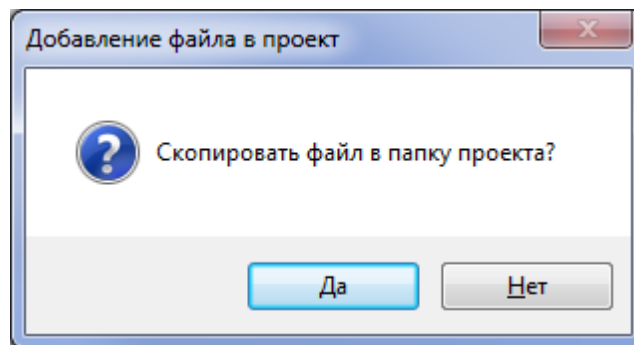 Добавление файла в проект
Скопировать файл в папку проекта?
Да
Нет